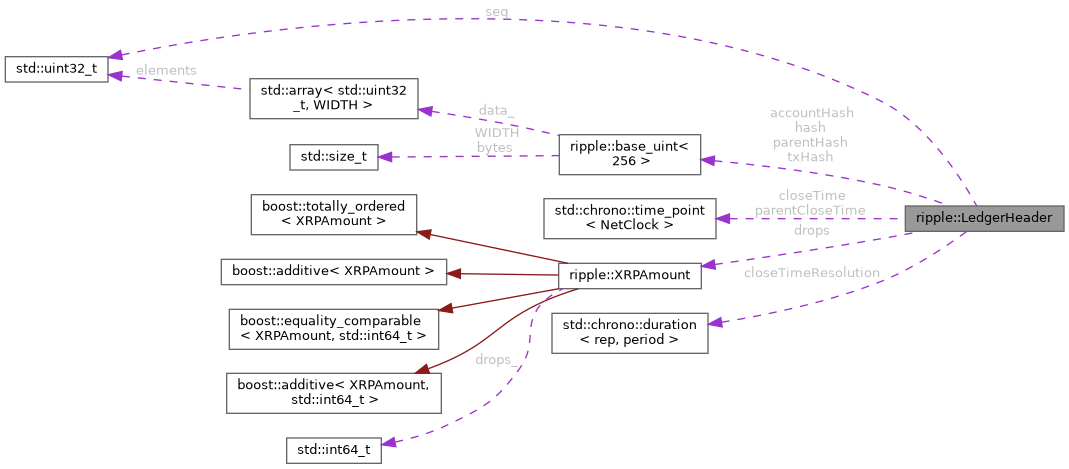 seq
std::uint32_t
elements
std::array< std::uint32
_t, WIDTH >
data_
WIDTH
bytes
std::size_t
ripple::base_uint<
256 >
accountHash
hash
parentHash
txHash
boost::totally_ordered
< XRPAmount >
std::chrono::time_point
< NetClock >
closeTime
parentCloseTime
ripple::LedgerHeader
drops
boost::additive< XRPAmount >
ripple::XRPAmount
closeTimeResolution
boost::equality_comparable
< XRPAmount, std::int64_t >
std::chrono::duration
< rep, period >
drops_
boost::additive< XRPAmount,
std::int64_t >
std::int64_t